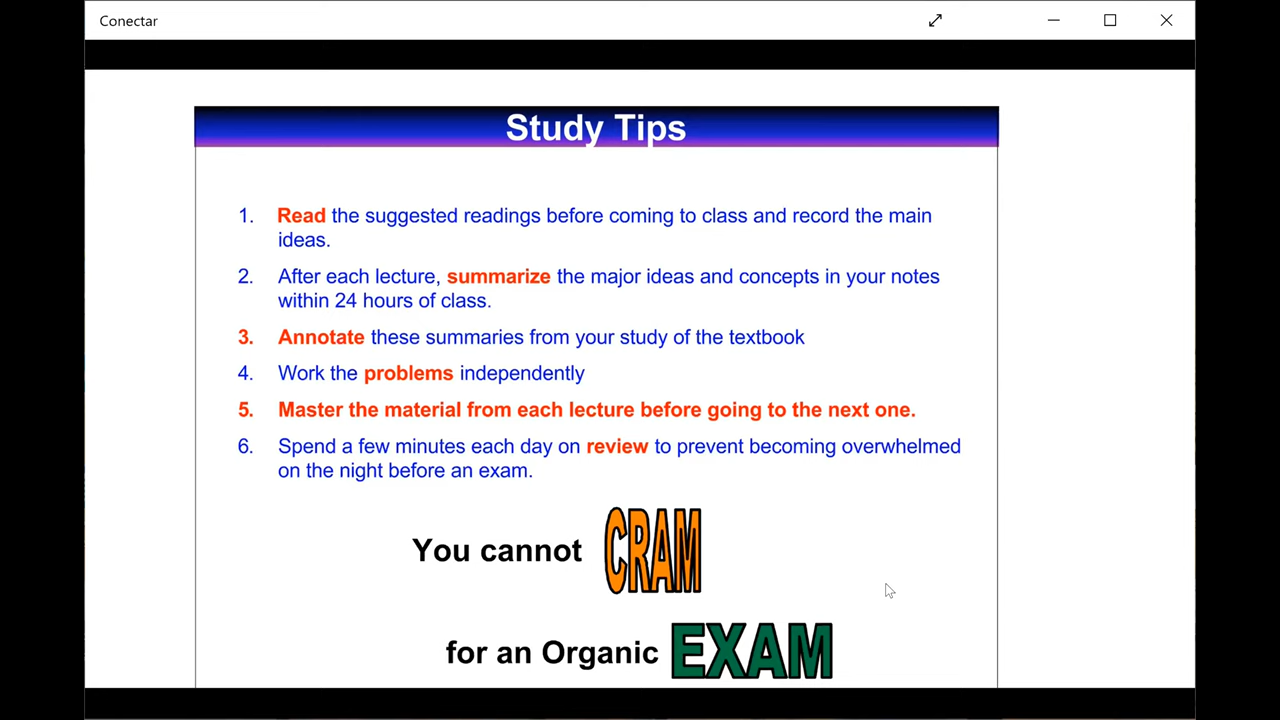 Conectar
Study Tips
1. Read the suggested readings before coming to class and record the main
ideas.
2. After each lecture, summarize the major ideas and concepts in your notes
within 24 hours of class.
3. Annotate these summaries from your study of the textbook
4. Work the problems independently
5. Master the material from each lecture before going to the next one.
6. Spend a few minutes each day on review to prevent becoming overwhelmed
on the night before an exam.
You cannot CRAM
for an Organic EXAM